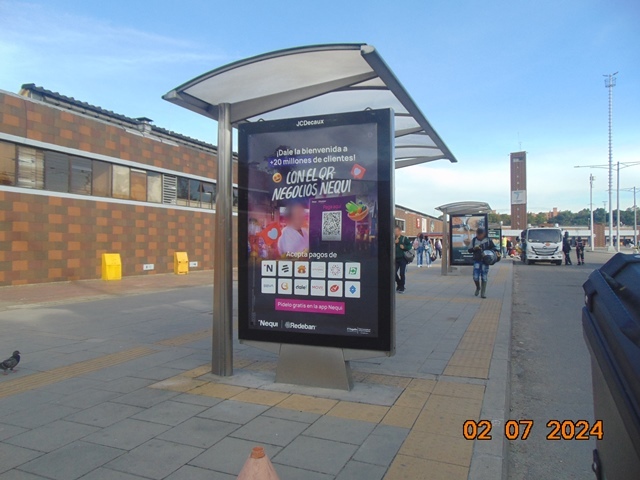 JCDecaux
¡Dale la bienvenida a
+20 millones de clientes!
CON EL QR
NEGOCIOS NEQUI
Acepta pagos de
Pídelo gratis en la app Nequi
Nequi | Redeban
02 07 2024